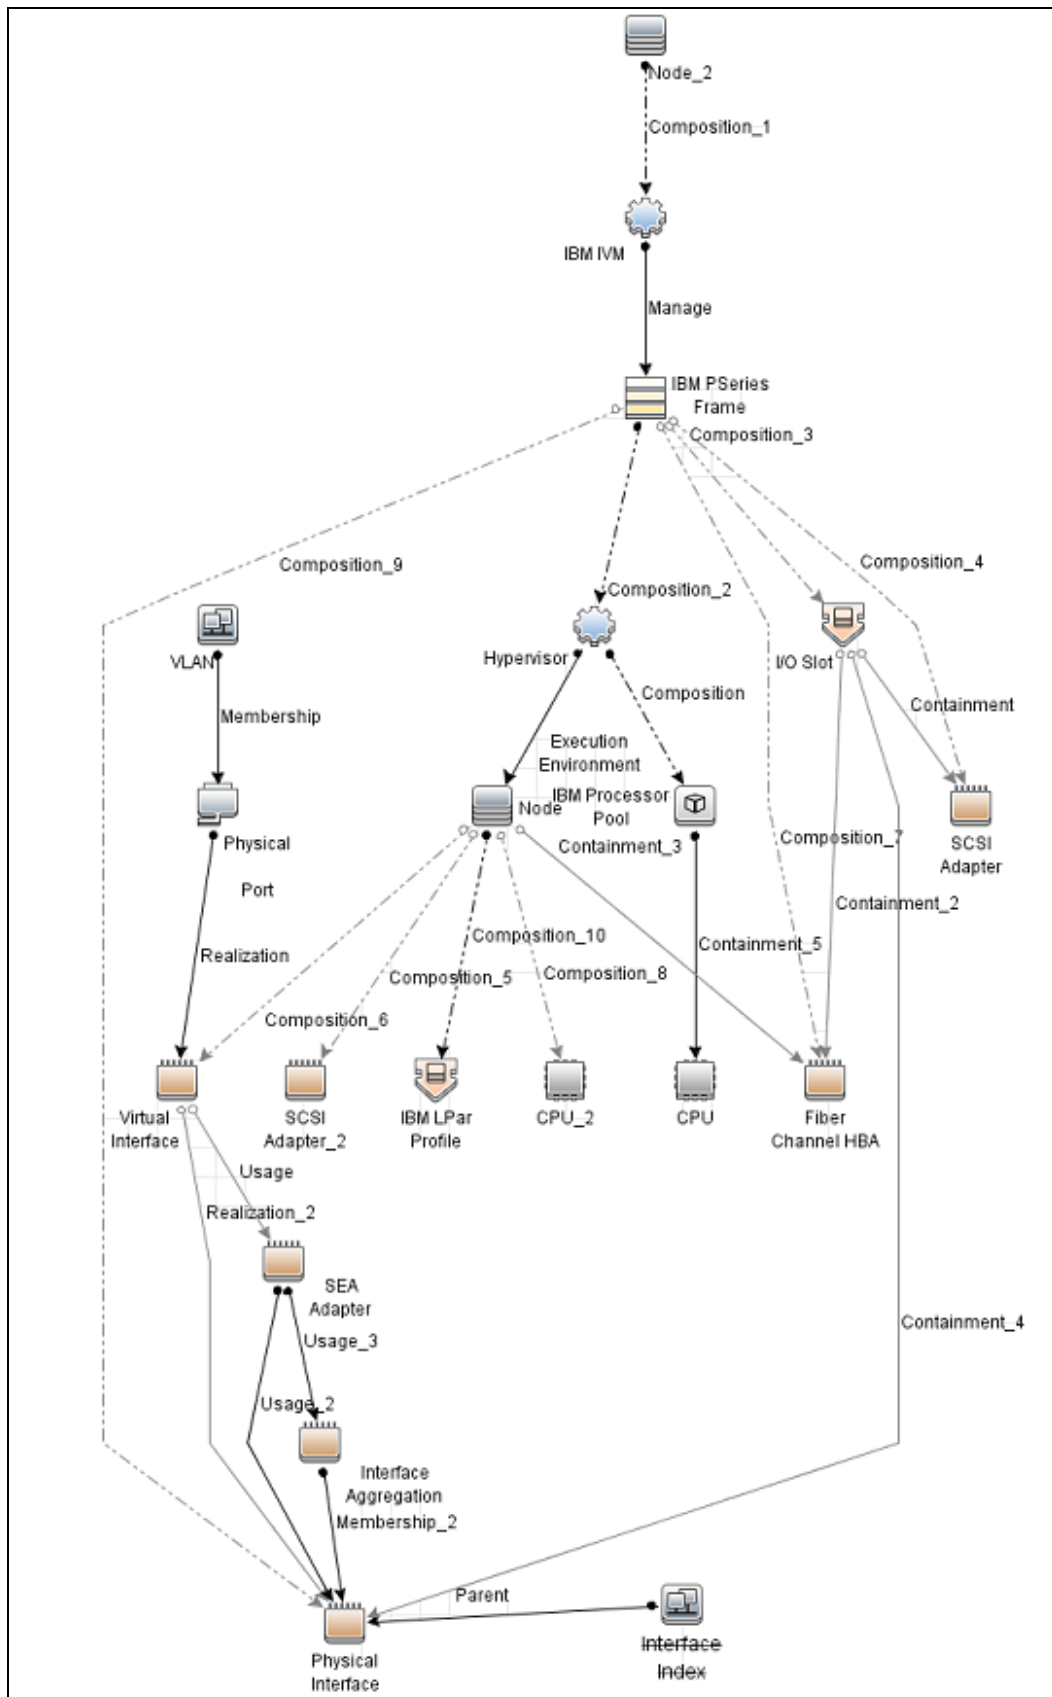 Node_2
Composition_1
IBM IVM
Manage
IBM PSeries
Frame
Composition_3
Composition_9
Composition_4
Composition_2
VLAN
Hypervisor
I/O Slot
Composition
Containment
Membership
Execution
Environment
IBM Processor
Pool
Node
Physical
Port
Containment_3
Composition_7
SCSI
Adapter
Containment_2
Realization
Composition_10
Containment_5
Composition_5
Composition_8
Composition_6
Virtual
Interface
SCSI
Adapter_2
IBM LPar
Profile
CPU_2
CPU
Fiber
Channel HBA
Usage
Realization_2
SEA
Adapter
Containment_4
Usage_3
Usage_2
Interface
Aggregation
Membership_2
Parent
Physical
Interface
Interface
Index